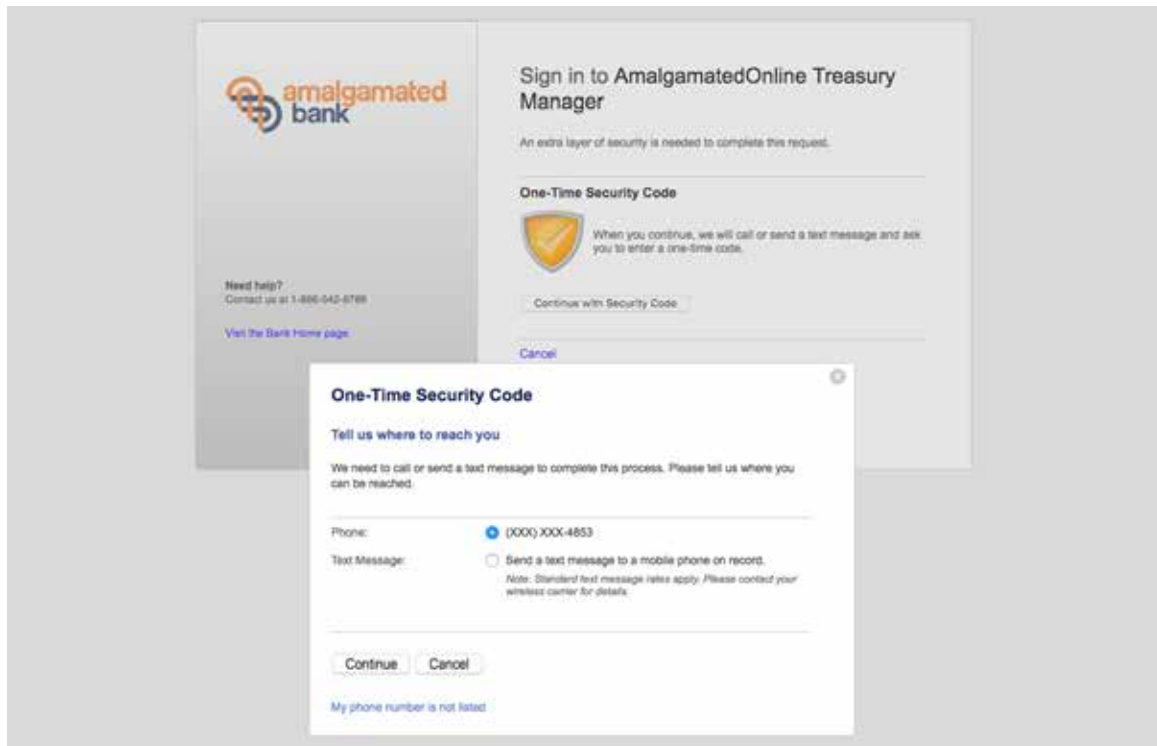 amalgamated
bank
Need help?
Contact us at
Visit the Bank Home page.
Sign in to AmalgamatedOnline Treasury
Manager
An extra layer of security is needed to complete this request.
One-Time Security Code
When you continue, we will call or send a text message and ask
you to enter a one-time code.
Continue with Security Code
Cancel
One-Time Security Code
Tell us where to reach you
We need to call or send a text message to complete this process. Please tell us where you
can be reached.
Phone:
(XXX) XXX-4853
Text Message:
Send a text message to a mobile phone on record.
Note: Standard text message rates apply. Please contact your
wireless carrier for details.
Continue
Cancel
My phone number is not listed